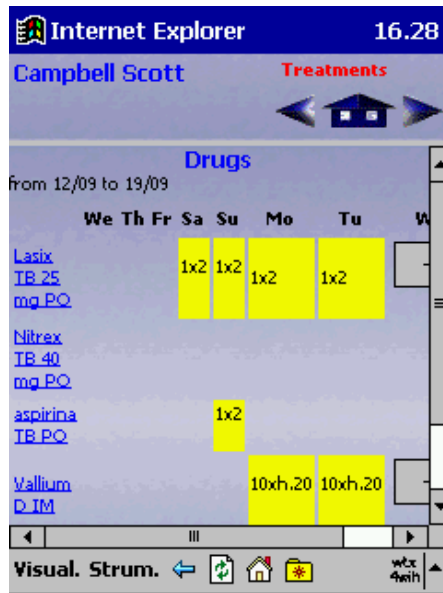 Internet Explorer 16.28
Campbell Scott Treatments
Drugs
from 12/09 to 19/09
We Th Fr Sa Su Mo Tu W
Lasix
TB 25
mg PO
1x2 1x2 1x2 1x2
Nitrex
TB 40
mg PO
aspirina
TB PO
1x2
Vallium
D IM
10xh.20 10xh.20
Visual. Strum.